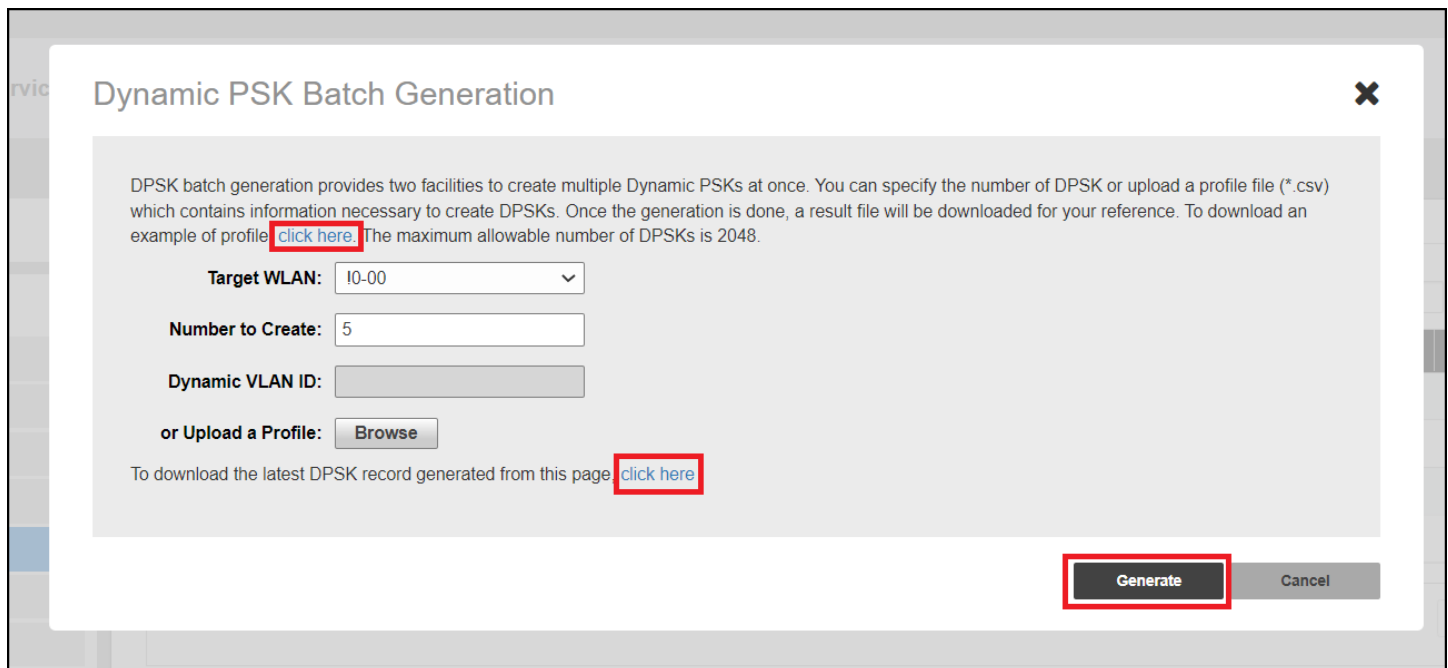 rvic
Dynamic PSK Batch Generation
DPSK batch generation provides two facilities to create multiple Dynamic PSKs at once. You can specify the number of DPSK or upload a profile file (*.csv)
which contains information necessary to create DPSKs. Once the generation is done, a result file will be downloaded for your reference. To download an
example of profile, click here. The maximum allowable number of DPSKs is 2048.
Target WLAN: !0-00
Number to Create: 5
Dynamic VLAN ID:
or Upload a Profile: Browse
To download the latest DPSK record generated from this page, click here
Generate Cancel